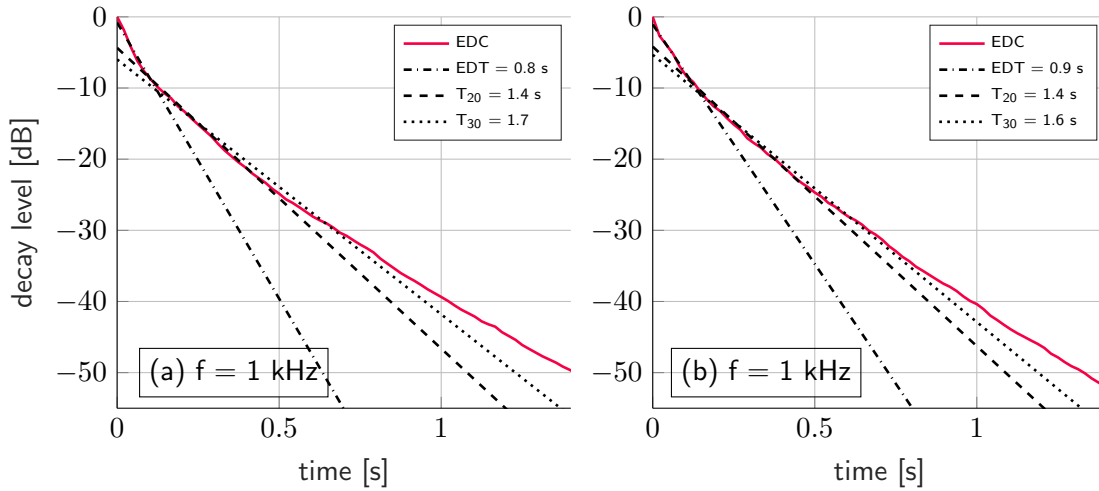 0
−10
−20
−30
−40
−50
decay level [dB]
EDC
EDT = 0.8 s
T20 = 1.4 s
T30 = 1.7
(a) f = 1 kHz
0
0.5
1
time [s]
0
−10
−20
−30
−40
−50
EDC
EDT = 0.9 s
T20 = 1.4 s
T30 = 1.6 s
(b) f = 1 kHz
0
0.5
1
time [s]